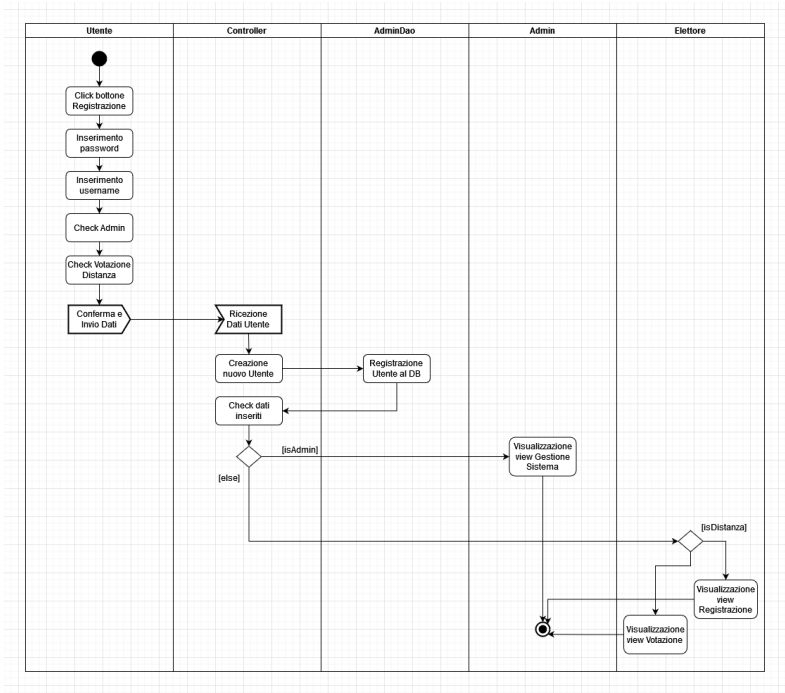 Utente
Controller
AdminDao
Admin
Elettore
Click bottone
Registrazione
Inserimento
password
Inserimento
username
Check Admin
Check Votazione
Distanza
Conferma e
Invio Dati
Ricezione
Dati Utente
Creazione
nuovo Utente
Registrazione
Utente al DB
Check dati
inseriti
[isAdmin]
[else]
Visualizzazione
view Gestione
Sistema
[isDistanza]
Visualizzazione
view
Registrazione
Visualizzazione
view Votazione